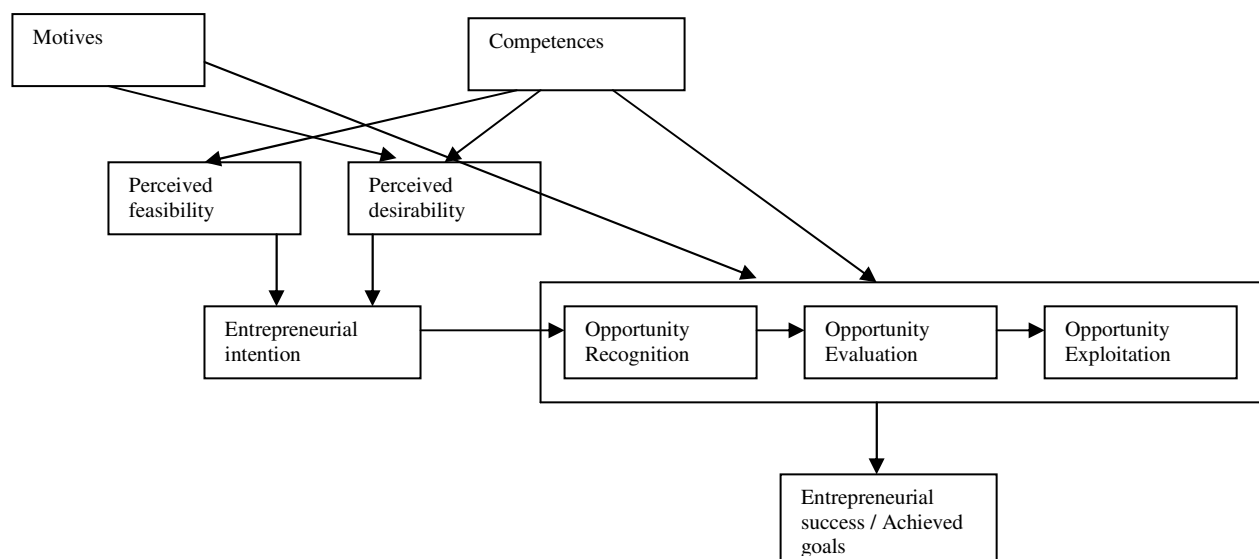 Motives
Competences
Perceived
feasibility
Perceived
desirability
Entrepreneurial
intention
Opportunity
Recognition
Opportunity
Evaluation
Opportunity
Exploitation
Entrepreneurial
success / Achieved
goals